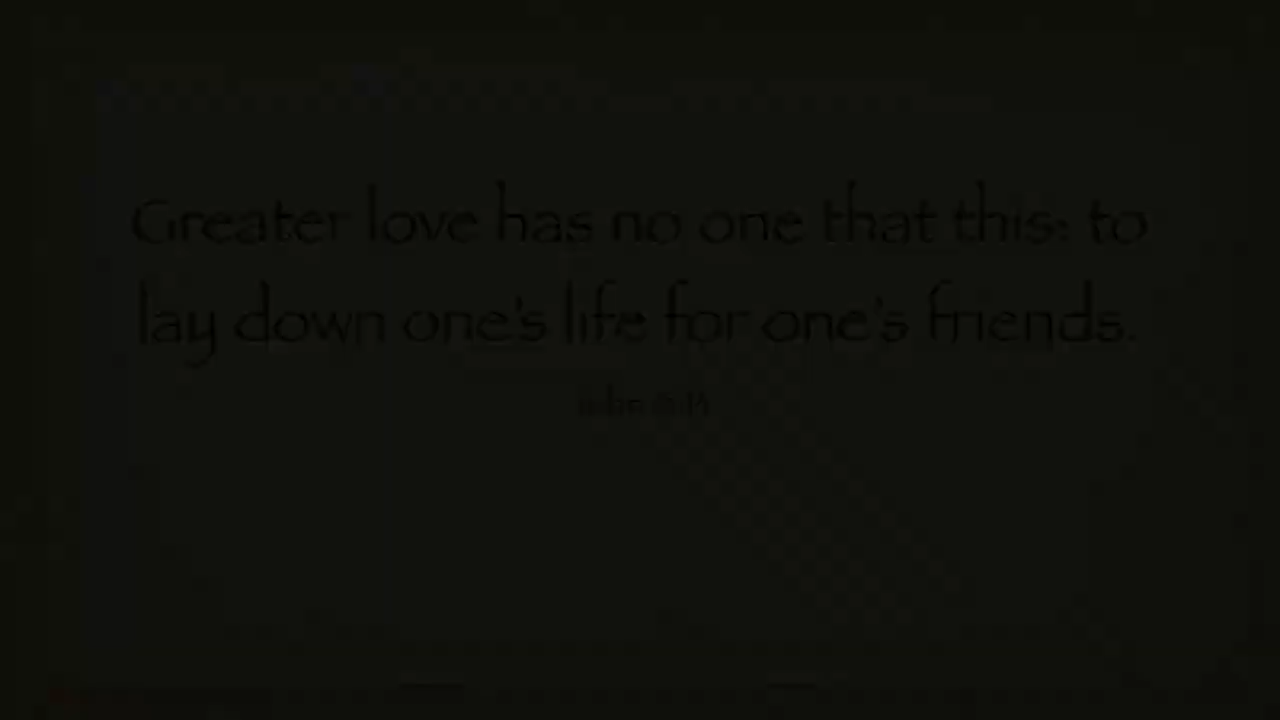 Greater love has no one that this: to
lay down one's life for one's friends.